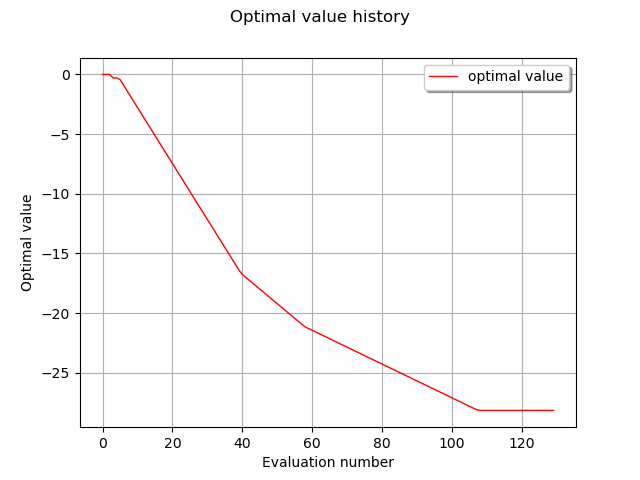 Optimal value history
optimal value
0
−5
−10
−15
−20
−25
Optimal value
0 20 40 60 80 100 120
Evaluation number